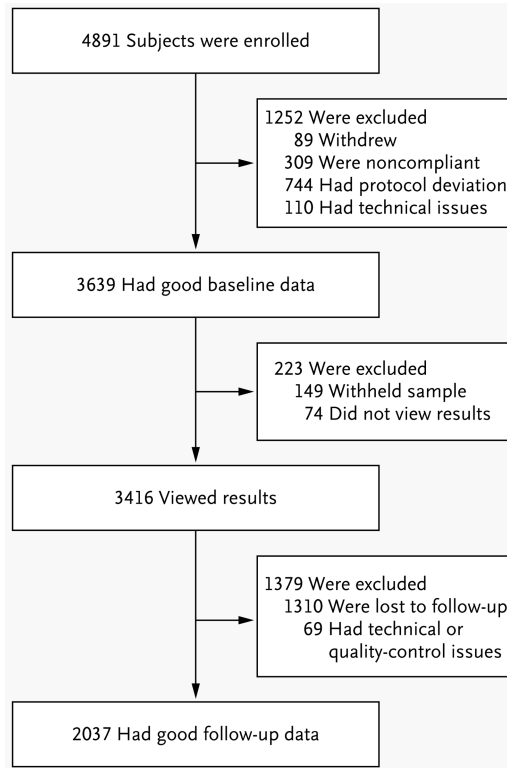 4891 Subjects were enrolled
1252 Were excluded
89 Withdrew
309 Were noncompliant
744 Had protocol deviation
110 Had technical issues
3639 Had good baseline data
223 Were excluded
149 Withheld sample
74 Did not view results
3416 Viewed results
1379 Were excluded
1310 Were lost to follow-up
69 Had technical or
quality-control issues
2037 Had good follow-up data